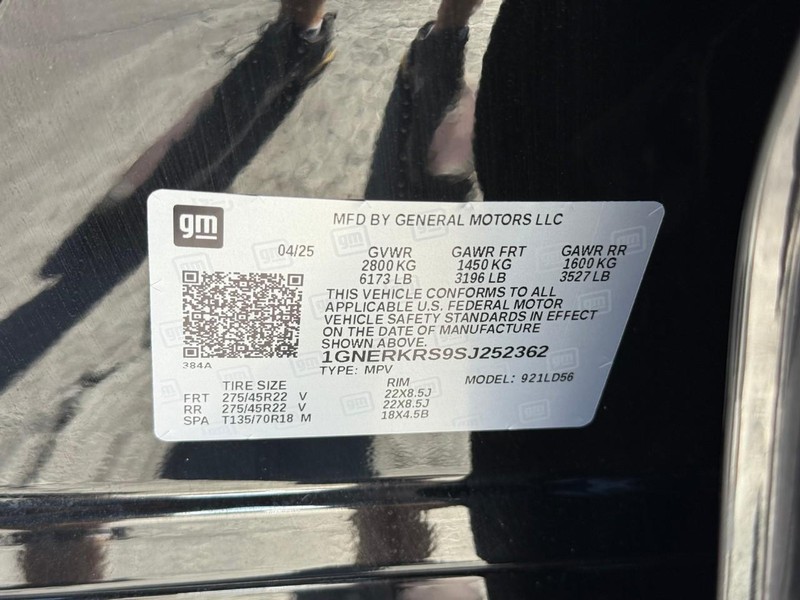 gm
MFD BY GENERAL MOTORS LLC
04/25 GVWR GAWR FRT GAWR RR
2800 KG 1450 KG 1600 KG
6173 LB 3196 LB 3527 LB
THIS VEHICLE CONFORMS TO ALL
APPLICABLE U.S. FEDERAL MOTOR
VEHICLE SAFETY STANDARDS IN EFFECT
ON THE DATE OF MANUFACTURE
SHOWN ABOVE.
1GNERKRS9SJ252362
384A
TYPE: MPV MODEL: 921LD56
TIRE SIZE RIM
FRT 275/45R22 V 22X8.5J
RR 275/45R22 V 22X8.5J
SPA T135/70R18 M 18X4.5B